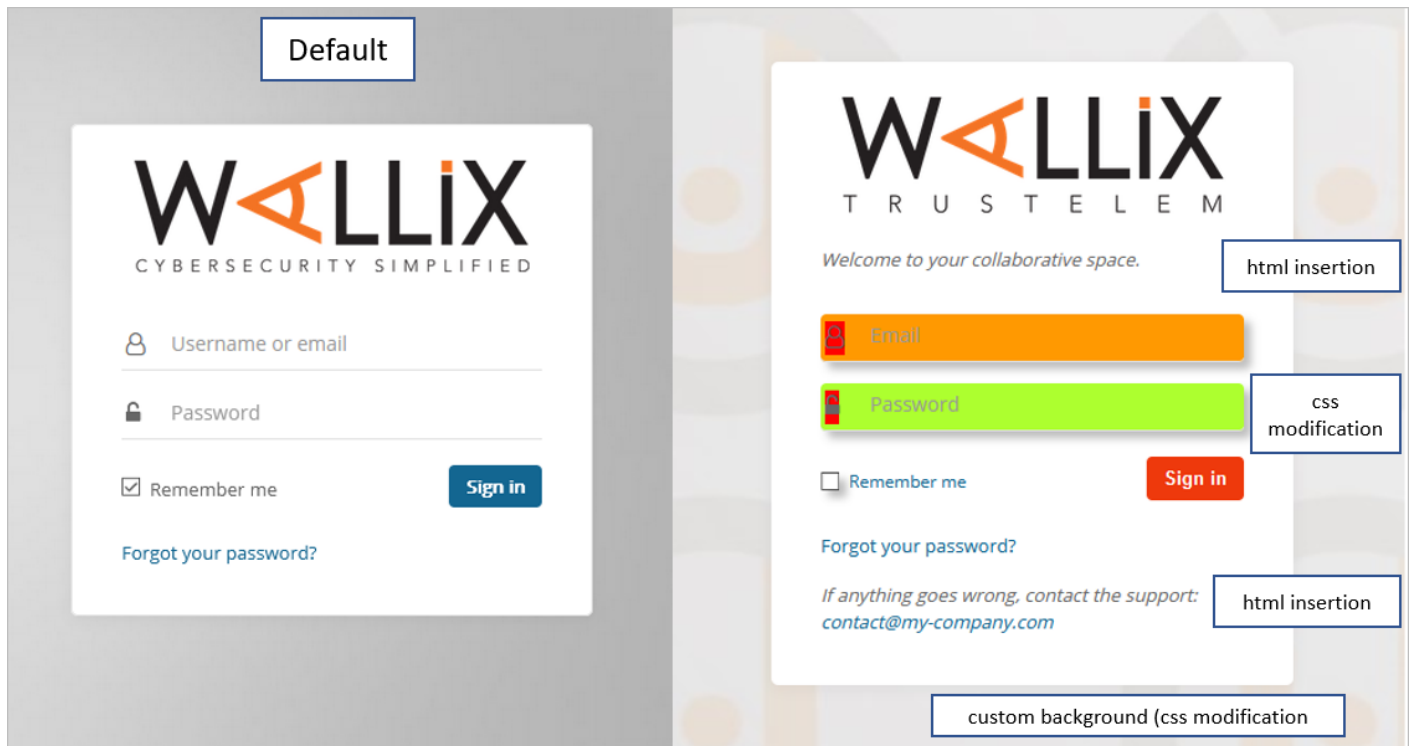 Default
WALLiX
CYBERSECURITY SIMPLIFIED
Username or email
Password
Remember me
Sign in
Forgot your password?
WALLiX
TRUSTELEM
Welcome to your collaborative space.
html insertion
Email
Password
css
modification
Remember me
Sign in
Forgot your password?
If anything goes wrong, contact the support:
contact@my-company.com
html insertion
custom background (css modification